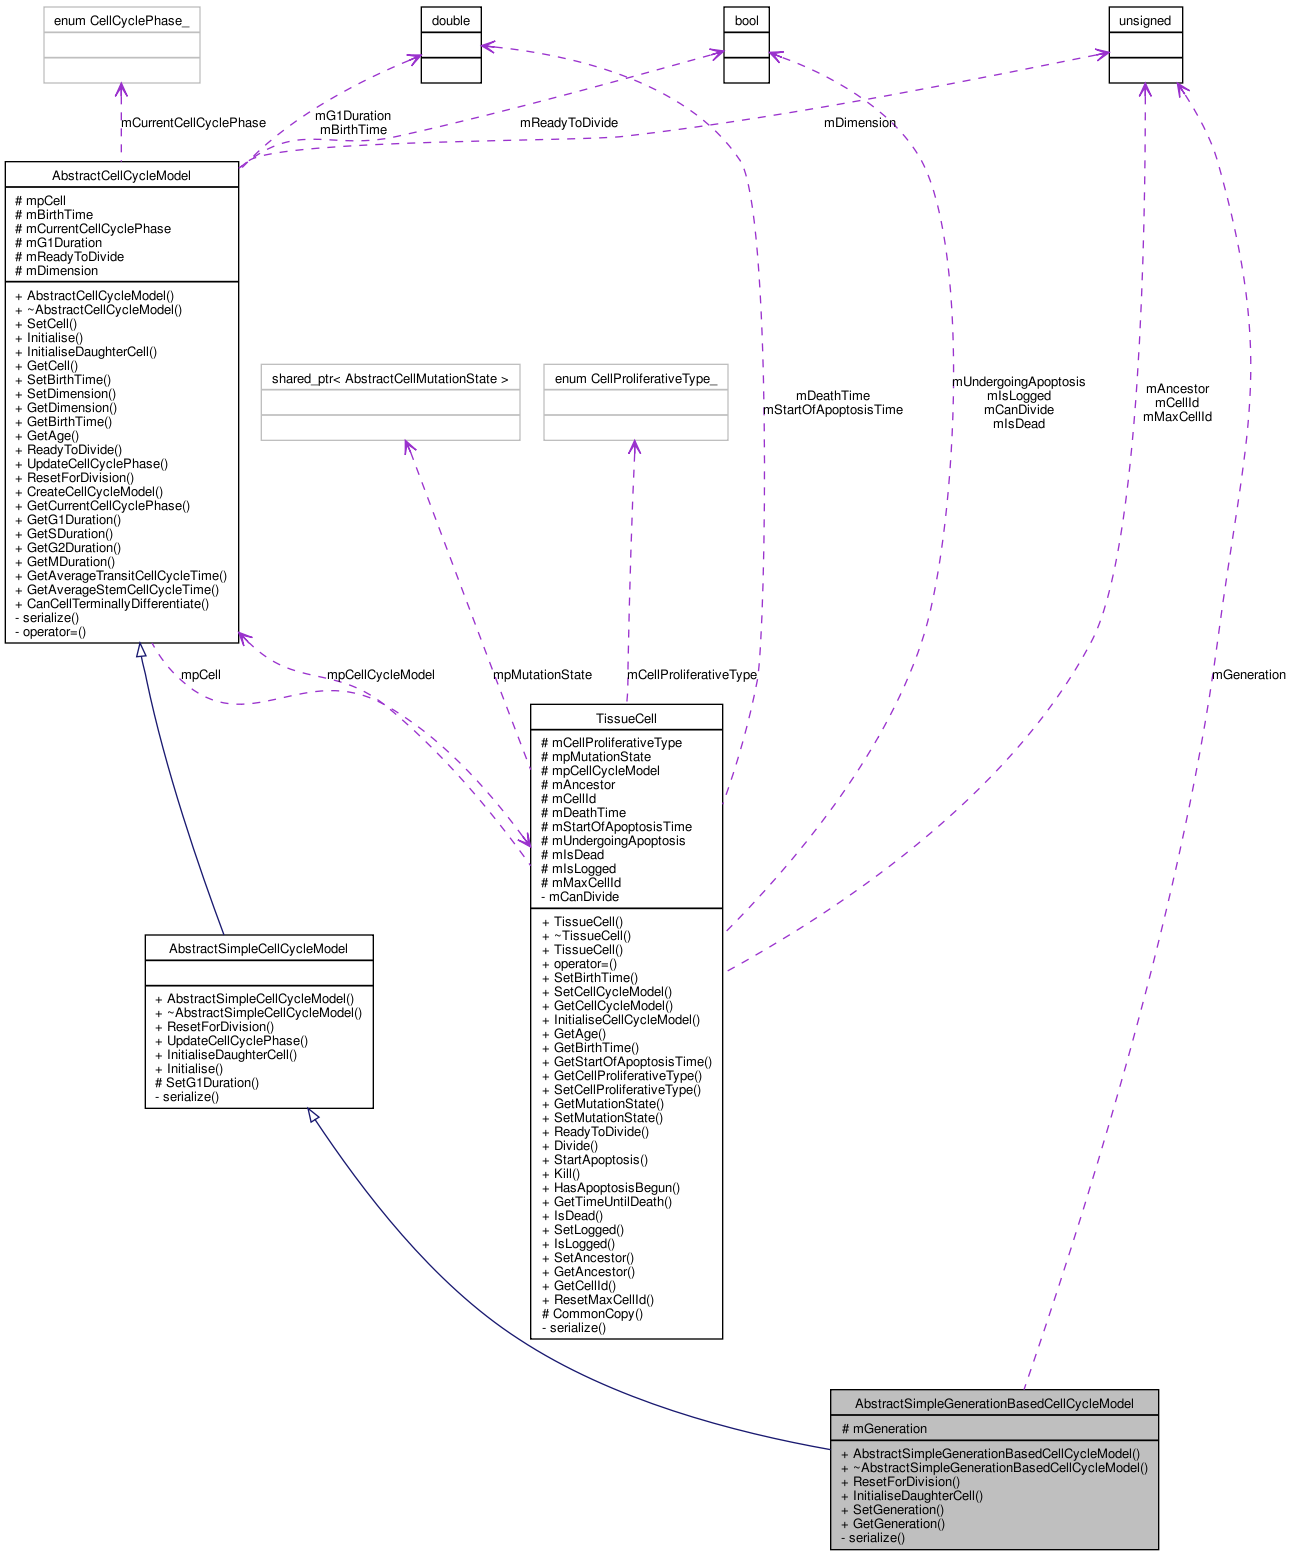 enum CellCyclePhase_
double
bool
unsigned
mCurrentCellCyclePhase
mG1Duration
mBirthTime
mReadyToDivide
mDimension
AbstractCellCycleModel
# mpCell
# mBirthTime
# mCurrentCellCyclePhase
# mG1Duration
# mReadyToDivide
# mDimension
+ AbstractCellCycleModel()
+ ~AbstractCellCycleModel()
+ SetCell()
+ Initialise()
+ InitialiseDaughterCell()
+ GetCell()
+ SetBirthTime()
+ SetDimension()
+ GetDimension()
+ GetBirthTime()
+ GetAge()
+ ReadyToDivide()
+ UpdateCellCyclePhase()
+ ResetForDivision()
+ CreateCellCycleModel()
+ GetCurrentCellCyclePhase()
+ GetG1Duration()
+ GetSDuration()
+ GetG2Duration()
+ GetMDuration()
+ GetAverageTransitCellCycleTime()
+ GetAverageStemCellCycleTime()
+ CanCellTerminallyDifferentiate()
- serialize()
- operator=()
shared_ptr< AbstractCellMutationState >
enum CellProliferativeType_
mDeathTime
mStartOfApoptosisTime
mUndergoingApoptosis
mIsLogged
mCanDivide
mIsDead
mAncestor
mCellId
mMaxCellId
mpCell
mpCellCycleModel
mpMutationState
mCellProliferativeType
mGeneration
TissueCell
# mCellProliferativeType
# mpMutationState
# mpCellCycleModel
# mAncestor
# mCellId
# mDeathTime
# mStartOfApoptosisTime
# mUndergoingApoptosis
# mIsDead
# mIsLogged
# mMaxCellId
- mCanDivide
+ TissueCell()
+ ~TissueCell()
+ TissueCell()
+ operator=()
+ SetBirthTime()
+ SetCellCycleModel()
+ GetCellCycleModel()
+ InitialiseCellCycleModel()
+ GetAge()
+ GetBirthTime()
+ GetStartOfApoptosisTime()
+ GetCellProliferativeType()
+ SetCellProliferativeType()
+ GetMutationState()
+ SetMutationState()
+ ReadyToDivide()
+ Divide()
+ StartApoptosis()
+ Kill()
+ HasApoptosisBegun()
+ GetTimeUntilDeath()
+ IsDead()
+ SetLogged()
+ IsLogged()
+ SetAncestor()
+ GetAncestor()
+ GetCellId()
+ ResetMaxCellId()
# CommonCopy()
- serialize()
AbstractSimpleCellCycleModel
+ AbstractSimpleCellCycleModel()
+ ~AbstractSimpleCellCycleModel()
+ ResetForDivision()
+ UpdateCellCyclePhase()
+ InitialiseDaughterCell()
+ Initialise()
# SetG1Duration()
- serialize()
AbstractSimpleGenerationBasedCellCycleModel
# mGeneration
+ AbstractSimpleGenerationBasedCellCycleModel()
+ ~AbstractSimpleGenerationBasedCellCycleModel()
+ ResetForDivision()
+ InitialiseDaughterCell()
+ SetGeneration()
+ GetGeneration()
- serialize()